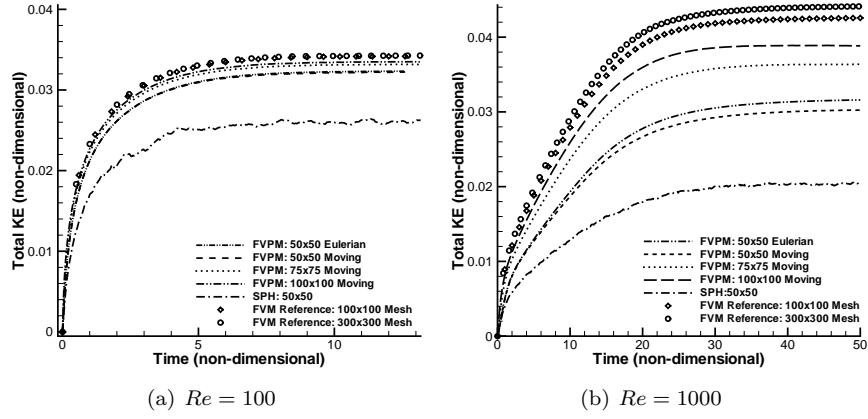 Total KE (non-dimensional)
0.04
0.03
0.02
0.01
0
FVPM: 50x50 Eulerian
FVPM: 50x50 Moving
FVPM: 75x75 Moving
FVPM: 100x100 Moving
SPH: 50x50
FVM Reference: 100x100 Mesh
FVM Reference: 300x300 Mesh
0 5 10
Time (non-dimensional)
(a) Re = 100
Total KE (non-dimensional)
0.04
0.03
0.02
0.01
0
FVPM: 50x50 Eulerian
FVPM: 50x50 Moving
FVPM: 75x75 Moving
FVPM: 100x100 Moving
SPH:50x50
FVM Reference: 100x100 Mesh
FVM Reference: 300x300 Mesh
0 10 20 30 40 50
Time (non-dimensional)
(b) Re = 1000